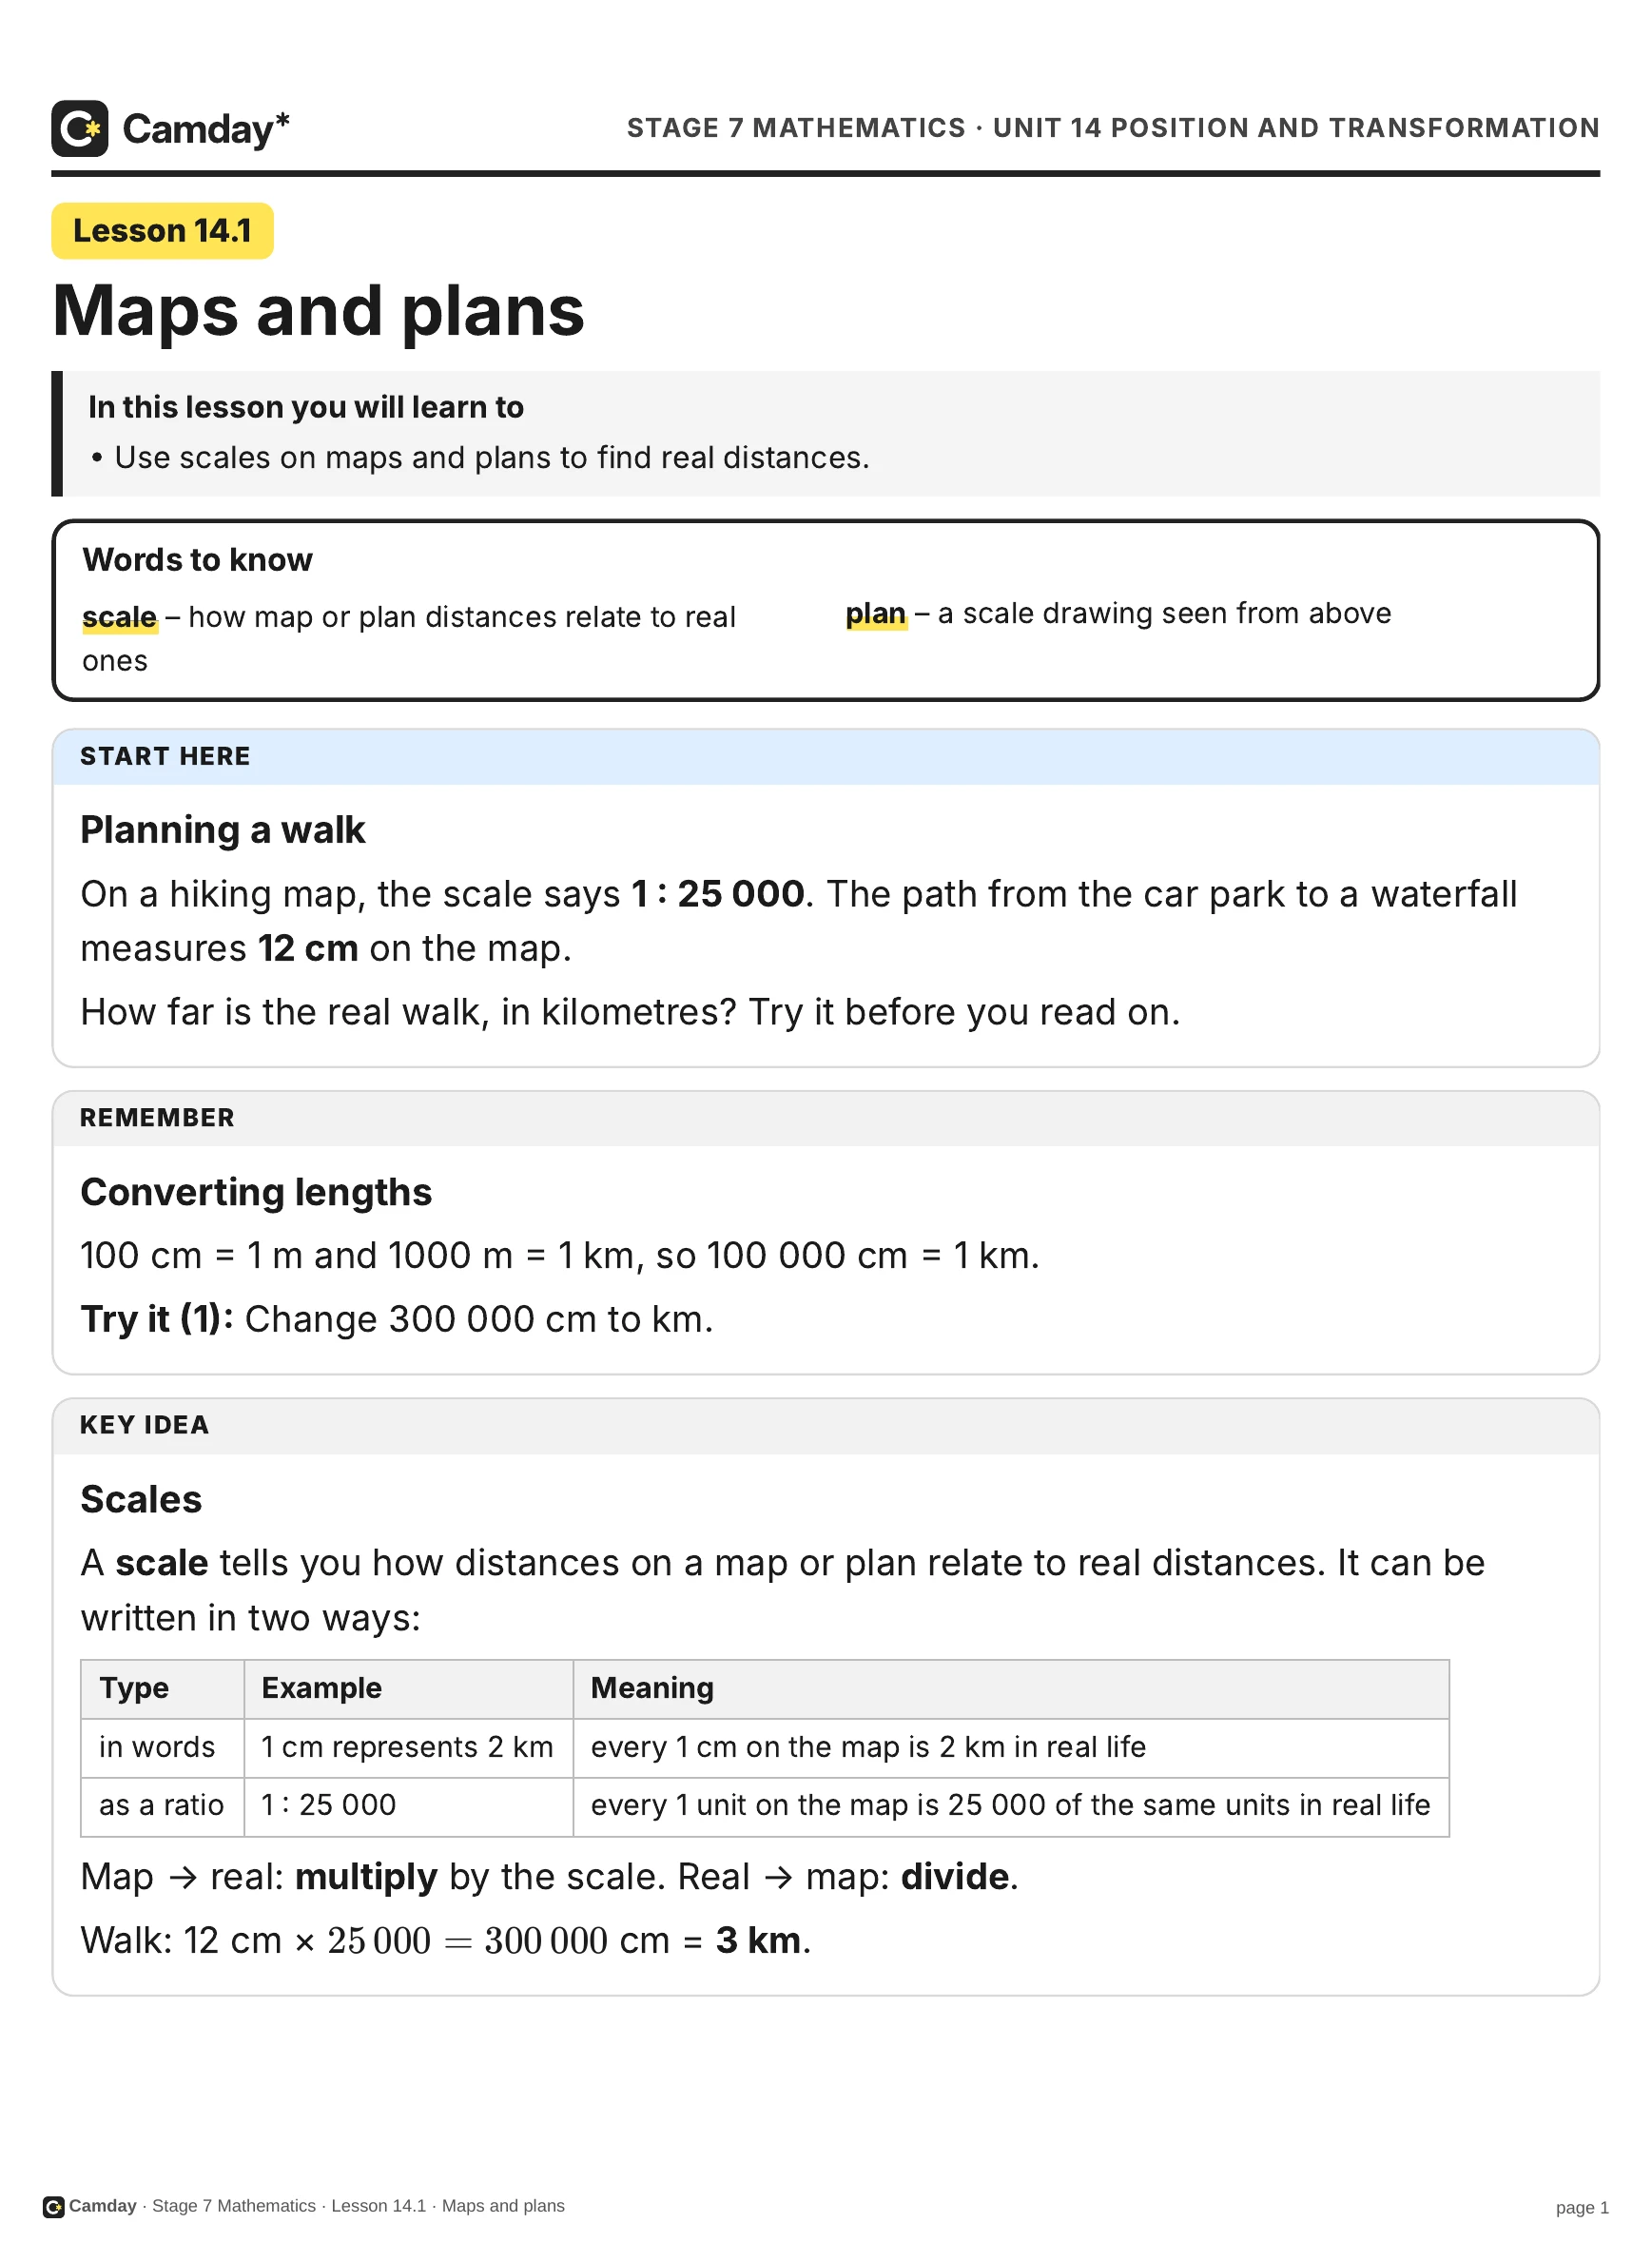 Camday*
STAGE 7 MATHEMATICS · UNIT 14 POSITION AND TRANSFORMATION
Lesson 14.1
Maps and plans
In this lesson you will learn to
• Use scales on maps and plans to find real distances.
Words to know
scale – how map or plan distances relate to real
ones
plan – a scale drawing seen from above
START HERE
Planning a walk
On a hiking map, the scale says 1 : 25 000. The path from the car park to a waterfall
measures 12 cm on the map.
How far is the real walk, in kilometres? Try it before you read on.
REMEMBER
Converting lengths
100 cm = 1 m and 1000 m = 1 km, so 100 000 cm = 1 km.
Try it (1): Change 300 000 cm to km.
KEY IDEA
Scales
A scale tells you how distances on a map or plan relate to real distances. It can be
written in two ways:
Type Example Meaning
in words 1 cm represents 2 km every 1 cm on the map is 2 km in real life
as a ratio 1 : 25 000 every 1 unit on the map is 25 000 of the same units in real life
Map → real: multiply by the scale. Real → map: divide.
Walk: 12 cm × 25 000 = 300 000 cm = 3 km.
Camday · Stage 7 Mathematics · Lesson 14.1 · Maps and plans
page 1